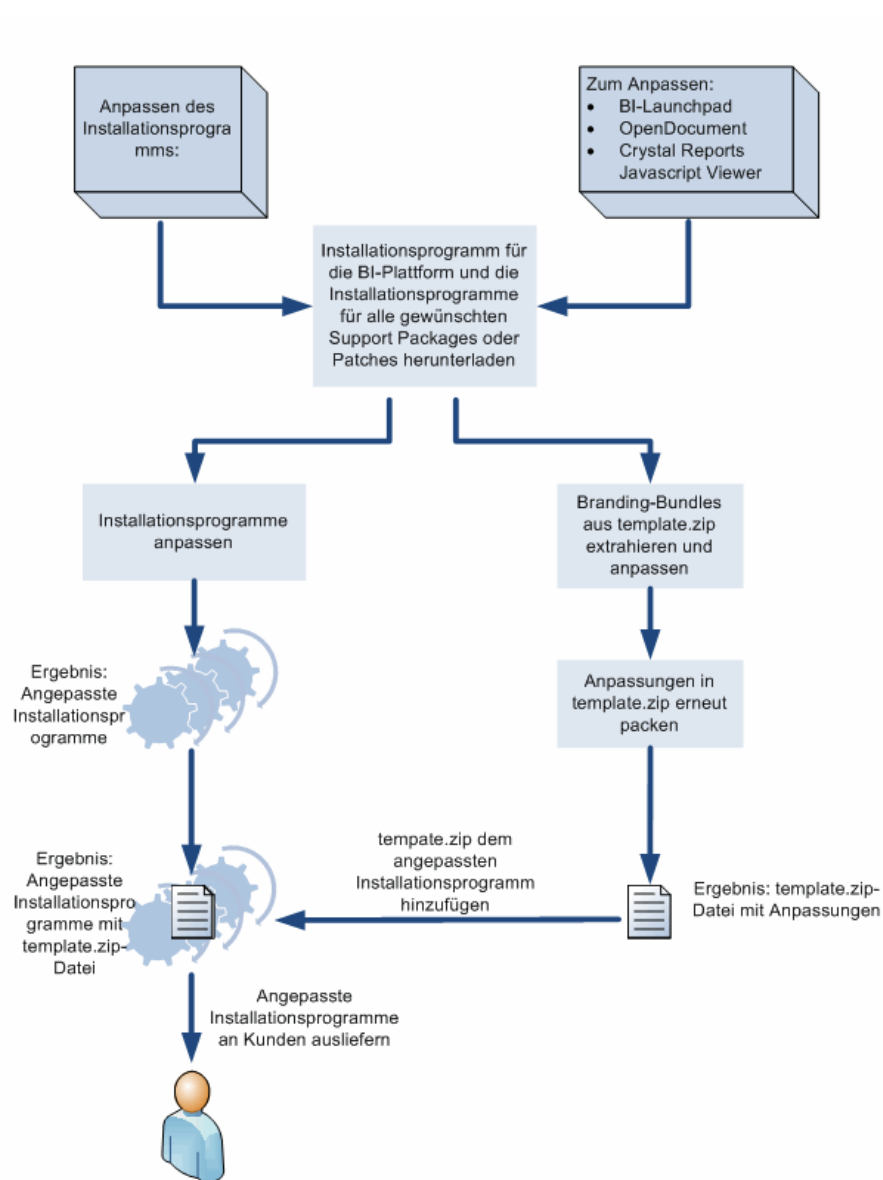 Anpassen des
Installationsprogra
mms:
Zum Anpassen:
• BI-Launchpad
• OpenDocument
• Crystal Reports
Javascript Viewer
Installationsprogramm für
die BI-Plattform und die
Installationsprogramme
für alle gewünschten
Support Packages oder
Patches herunterladen
Installationsprogramme
anpassen
Branding-Bundles
aus template.zip
extrahieren und
anpassen
Ergebnis:
Angepasste
Installationspr
ogramme
Anpassungen in
template.zip erneut
packen
tempate.zip dem
angepassten
Installationsprogramm
hinzufügen
Ergebnis:
Angepasste
Installationspro
gramme mit
template.zip-
Datei
Ergebnis: template.zip-
Datei mit Anpassungen
Angepasste
Installationsprogramme
an Kunden ausliefern